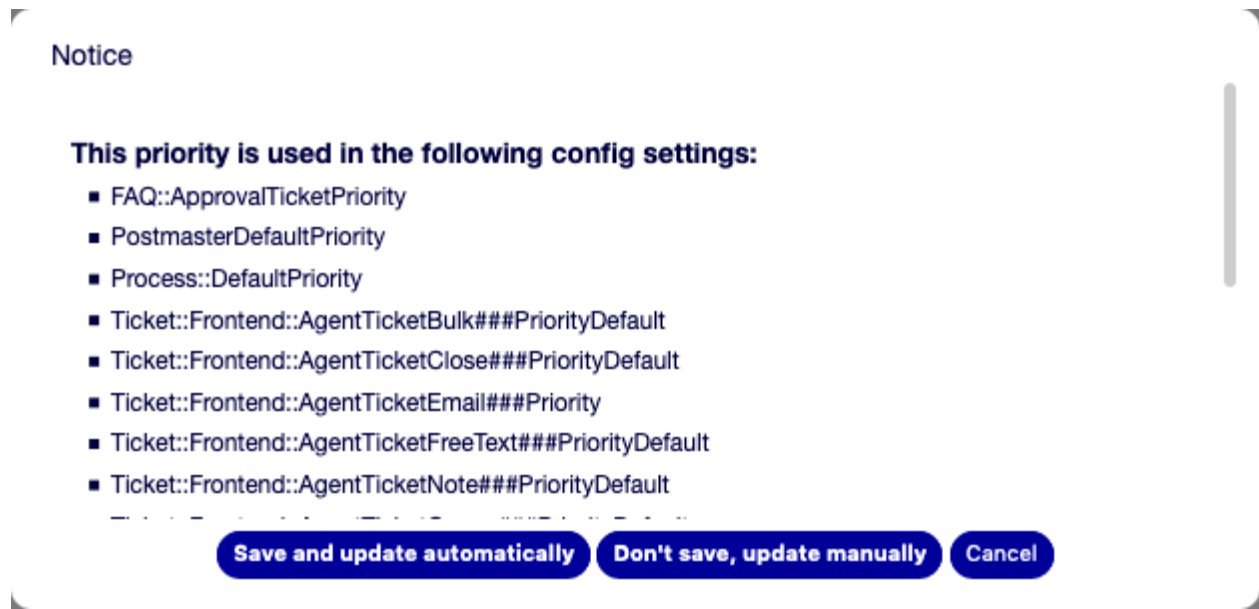 Notice
This priority is used in the following config settings:
FAQ::ApprovalTicketPriority
PostmasterDefaultPriority
Process::DefaultPriority
Ticket::Frontend::AgentTicketBulk###PriorityDefault
Ticket::Frontend::AgentTicketClose###PriorityDefault
Ticket::Frontend::AgentTicketEmail###Priority
Ticket::Frontend::AgentTicketFreeText###PriorityDefault
Ticket::Frontend::AgentTicketNote###PriorityDefault
Save and update automatically Don't save, update manually Cancel